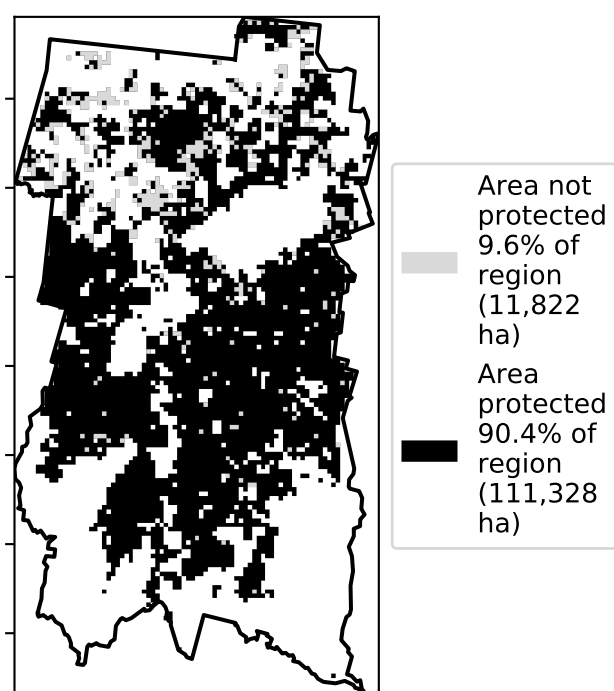 Area not
protected
9.6% of
region
(11,822
ha)
Area
protected
90.4% of
region
(111,328
ha)